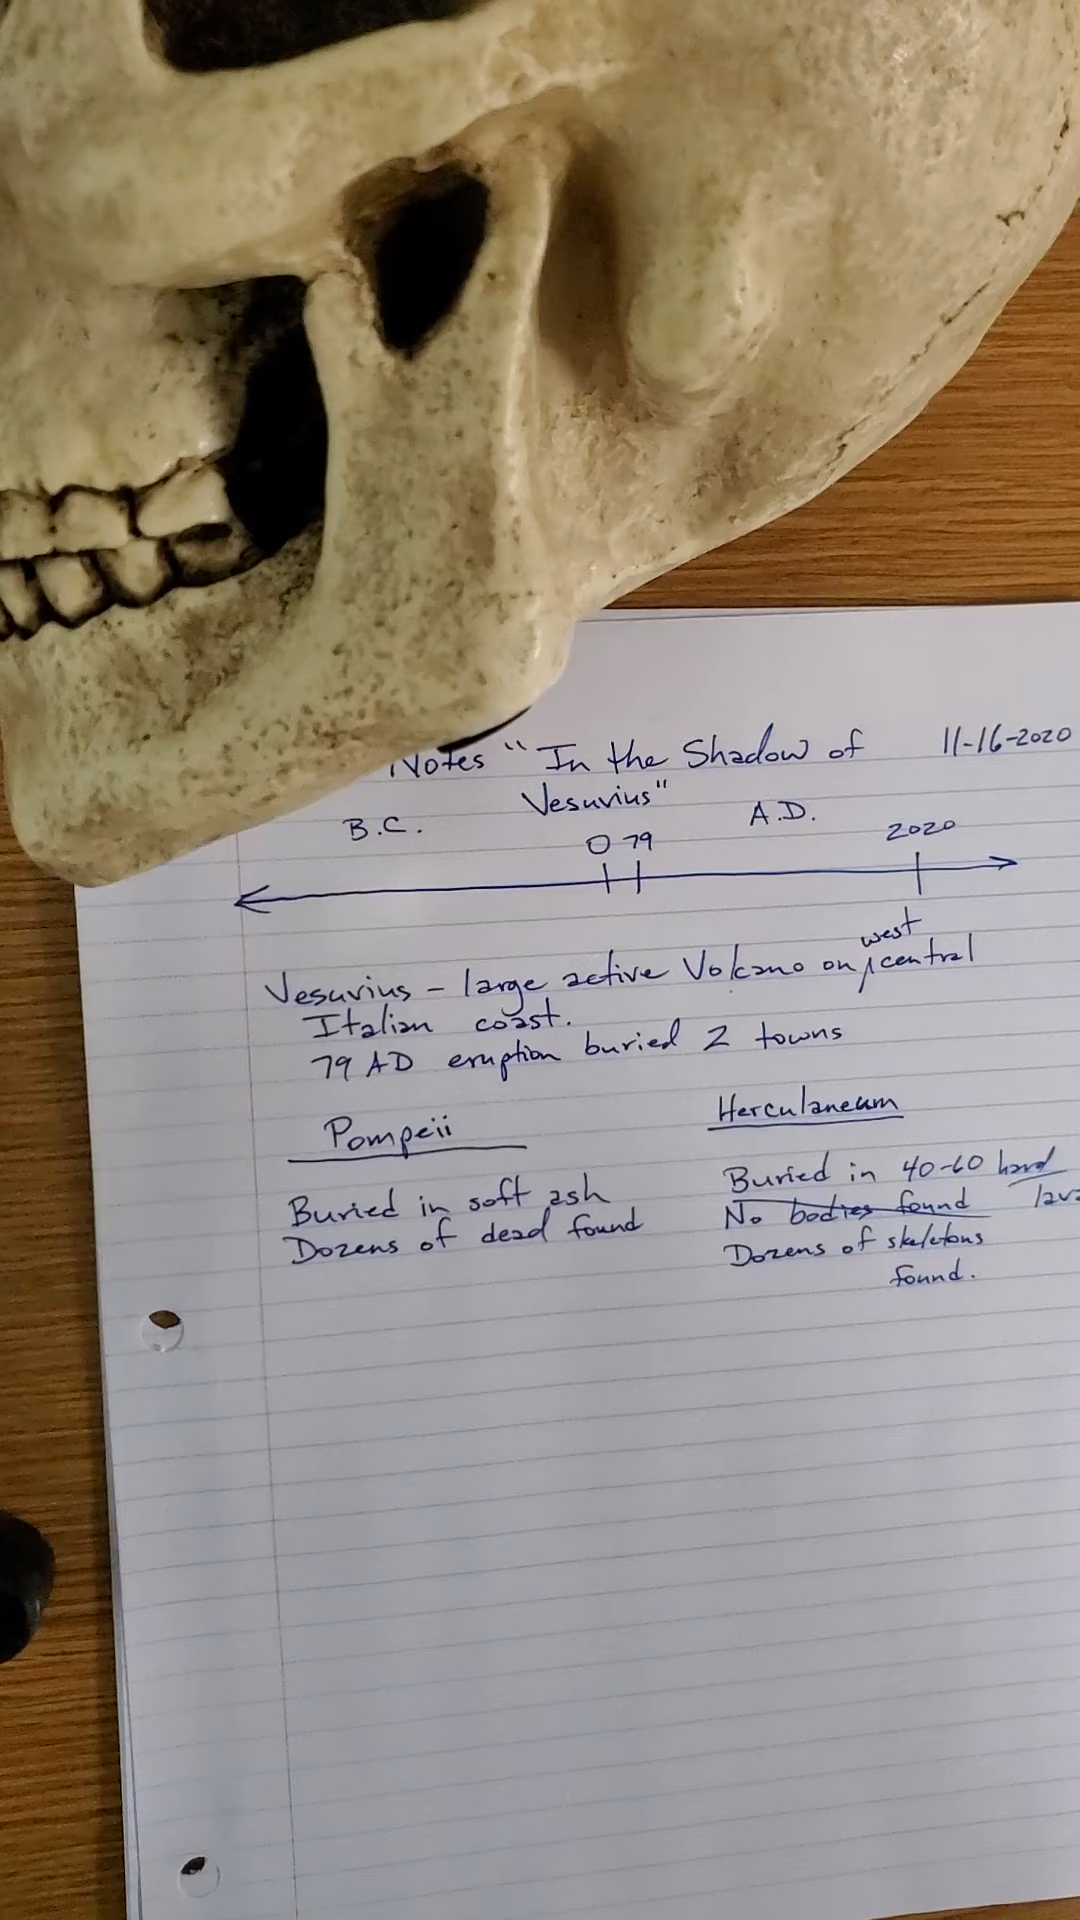 Notes "In the Shadow of 11-16-2020
Vesuvius"
B.C. A.D.
0 79 2020
west
Vesuvius - large active Volcano on central
Italian coast.
79 AD eruption buried 2 towns
Pompeii Herculaneum
Buried in soft ash
Dozens of dead found
Buried in 40-60 hard
lava
No bodies found
Dozens of skeletons
found.